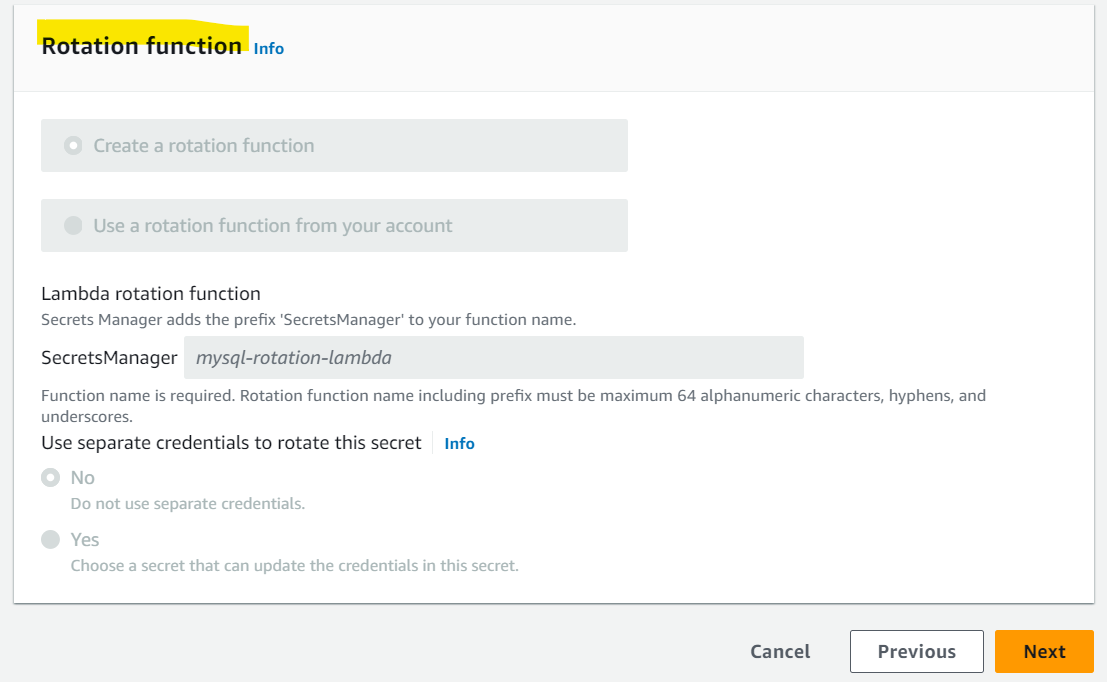 Rotation function Info
Create a rotation function
Use a rotation function from your account
Lambda rotation function
Secrets Manager adds the prefix 'SecretsManager' to your function name.
SecretsManager mysql-rotation-lambda
Function name is required. Rotation function name including prefix must be maximum 64 alphanumeric characters, hyphens, and
underscores.
Use separate credentials to rotate this secret Info
No
Do not use separate credentials.
Yes
Choose a secret that can update the credentials in this secret.
Cancel Previous Next